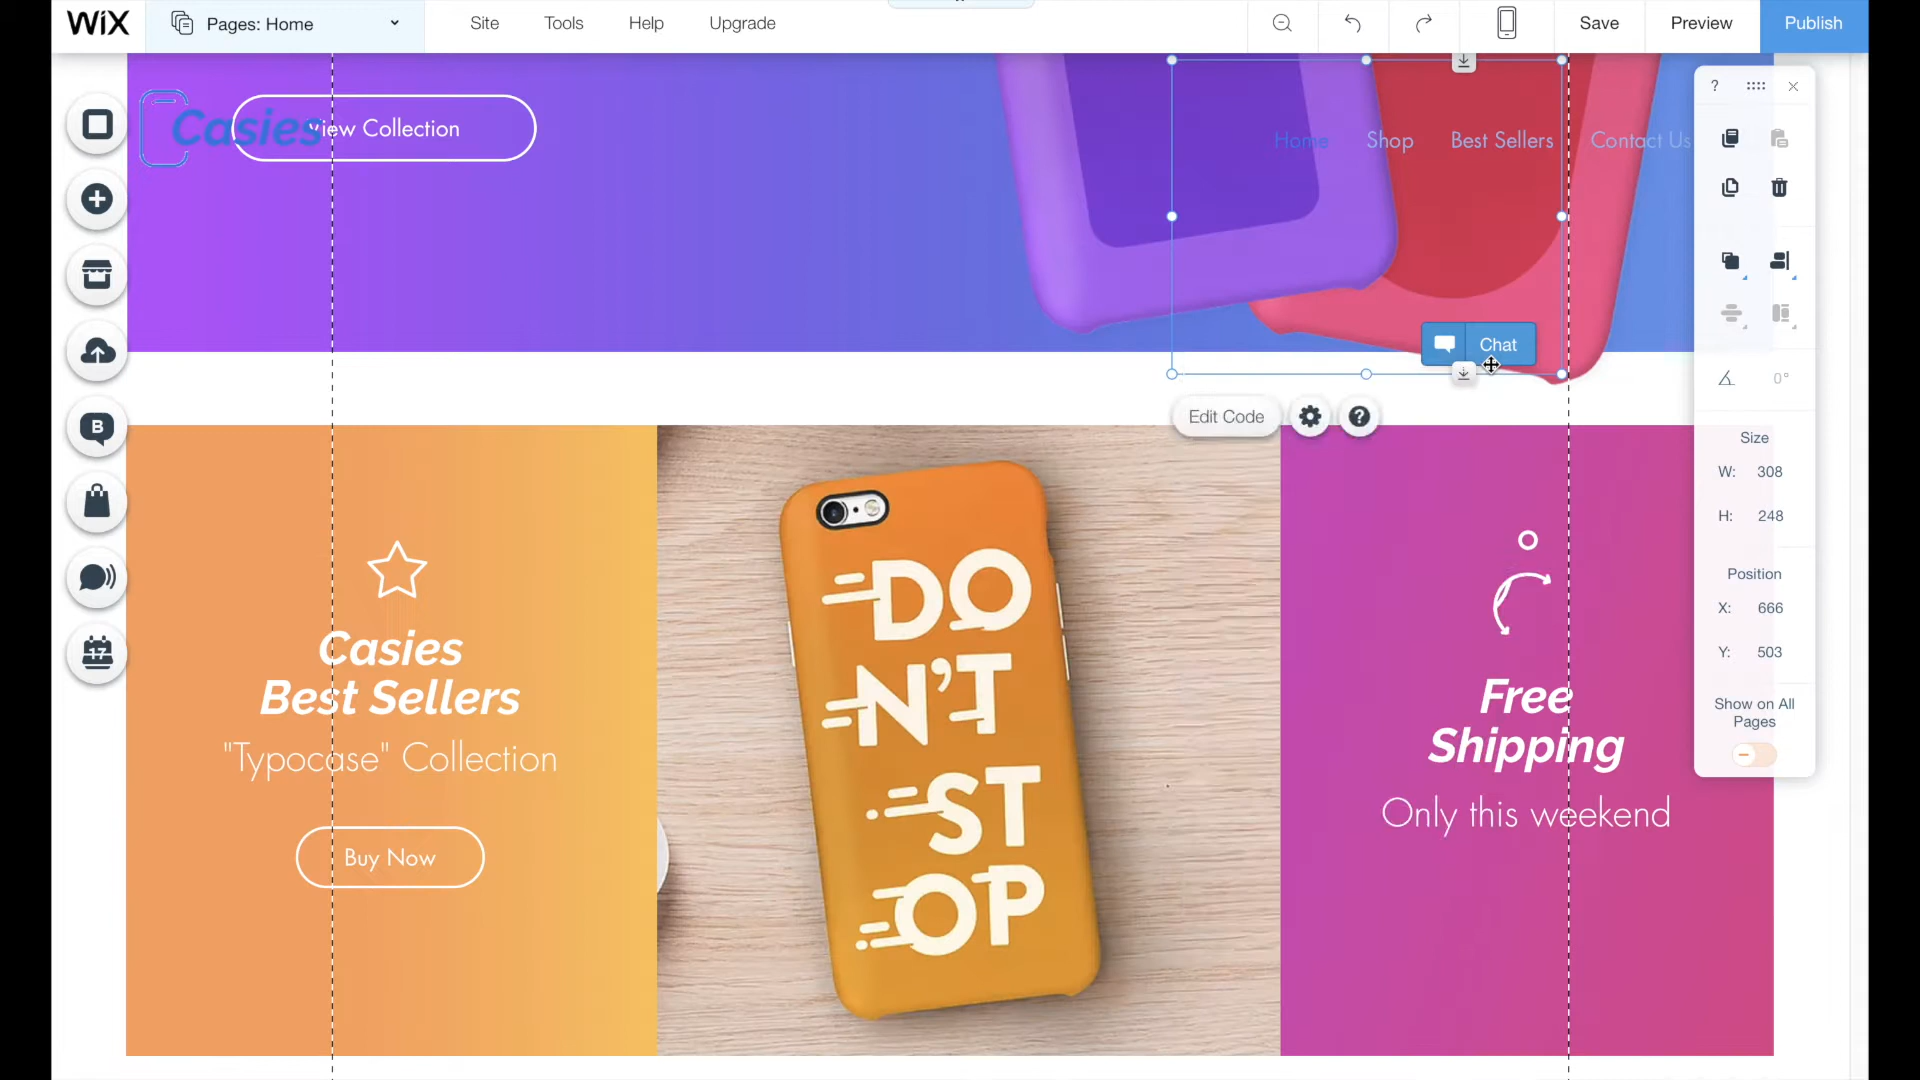 WiX
Pages: Home
Site
Tools
Help
Upgrade
Save
Preview
Publish
Casies
View Collection
Home
Shop
Best Sellers
Contact Us
?
Chat
Edit Code
?
B
17
0°
Size
W: 308
H: 248
Position
X: 666
Y: 503
Show on All
Pages
Casies
Best Sellers
"Typocase" Collection
Buy Now
DO
N'T
ST
OP
Free
Shipping
Only this weekend